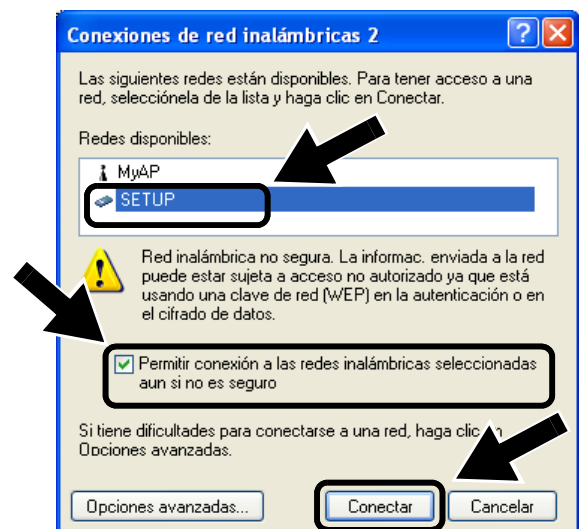 Conexiones de red inalámbricas 2
Las siguientes redes están disponibles. Para tener acceso a una
red, selecciónela de la lista y haga clic en Conectar.
Redes disponibles:
MyAP
SETUP
Red inalámbrica no segura. La informac. enviada a la red
puede estar sujeta a acceso no autorizado ya que está
usando una clave de red (WEP) en la autenticación o en
el cifrado de datos.
Permitir conexión a las redes inalámbricas seleccionadas
aun si no es seguro
Si tiene dificultades para conectarse a una red, haga clic
Opciones avanzadas.
Opciones avanzadas... Conectar Cancelar